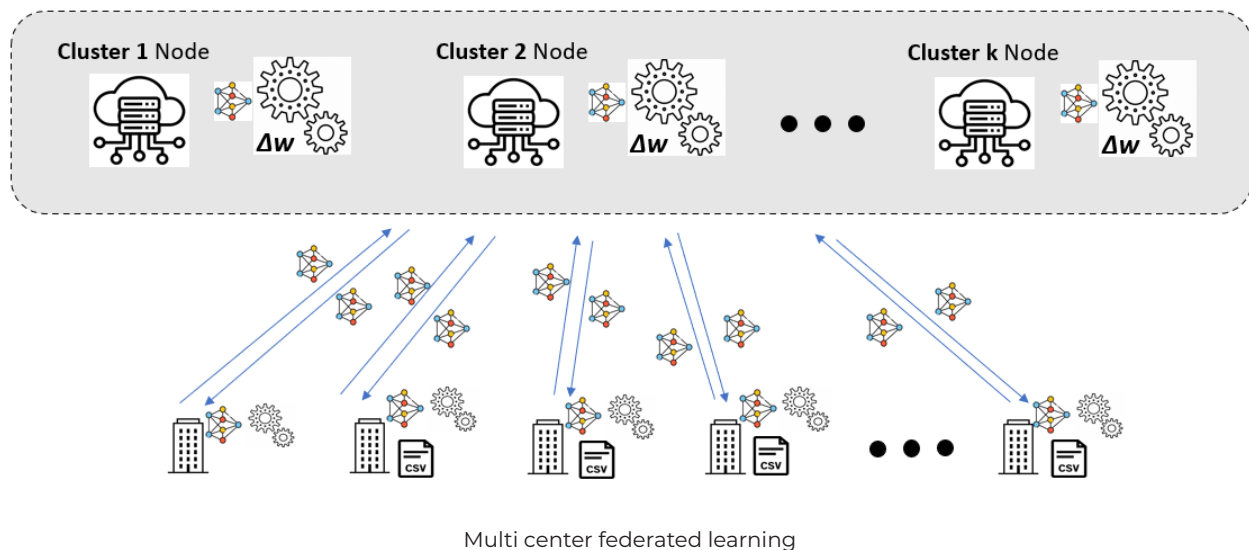 Cluster 1 Node
Cluster 2 Node
Cluster k Node
Δw
Δw
Δw
CSV
CSV
CSV
CSV
Multi center federated learning